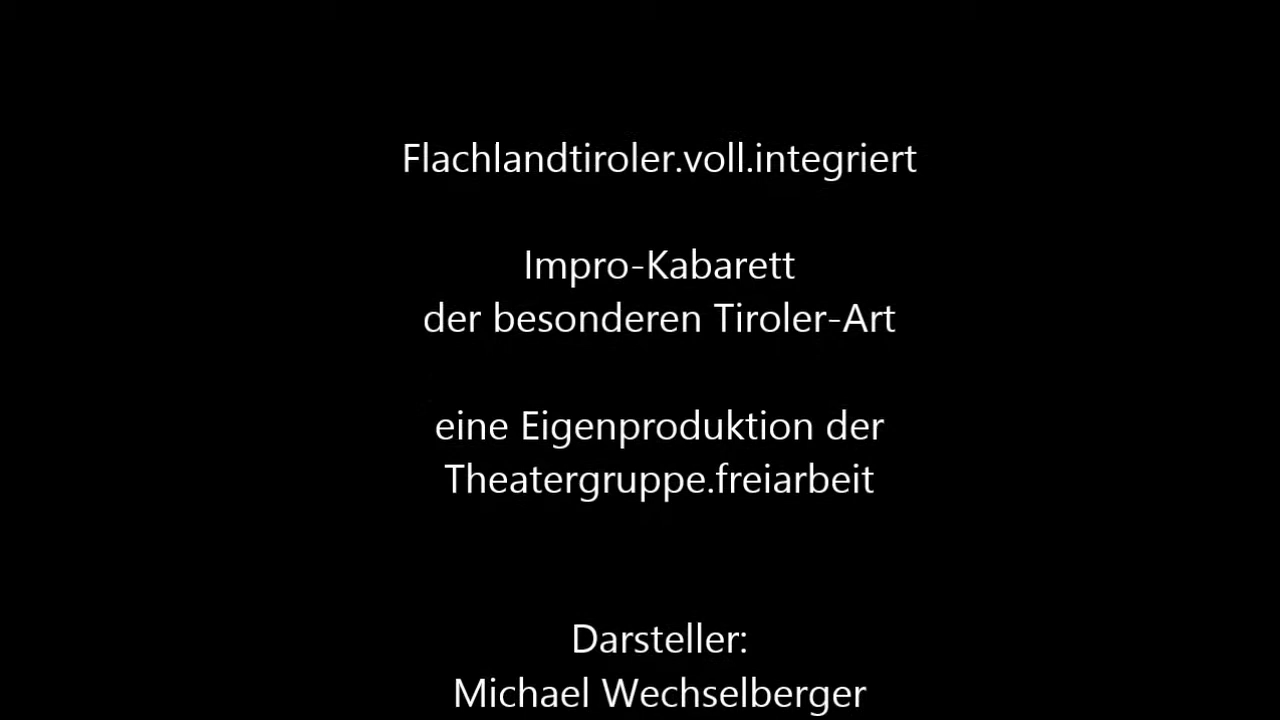 Flachlandtiroler.voll.integriert
Impro-Kabarett
der besonderen Tiroler-Art
eine Eigenproduktion der
Theatergruppe.freiarbeit
Darsteller:
Michael Wechselberger